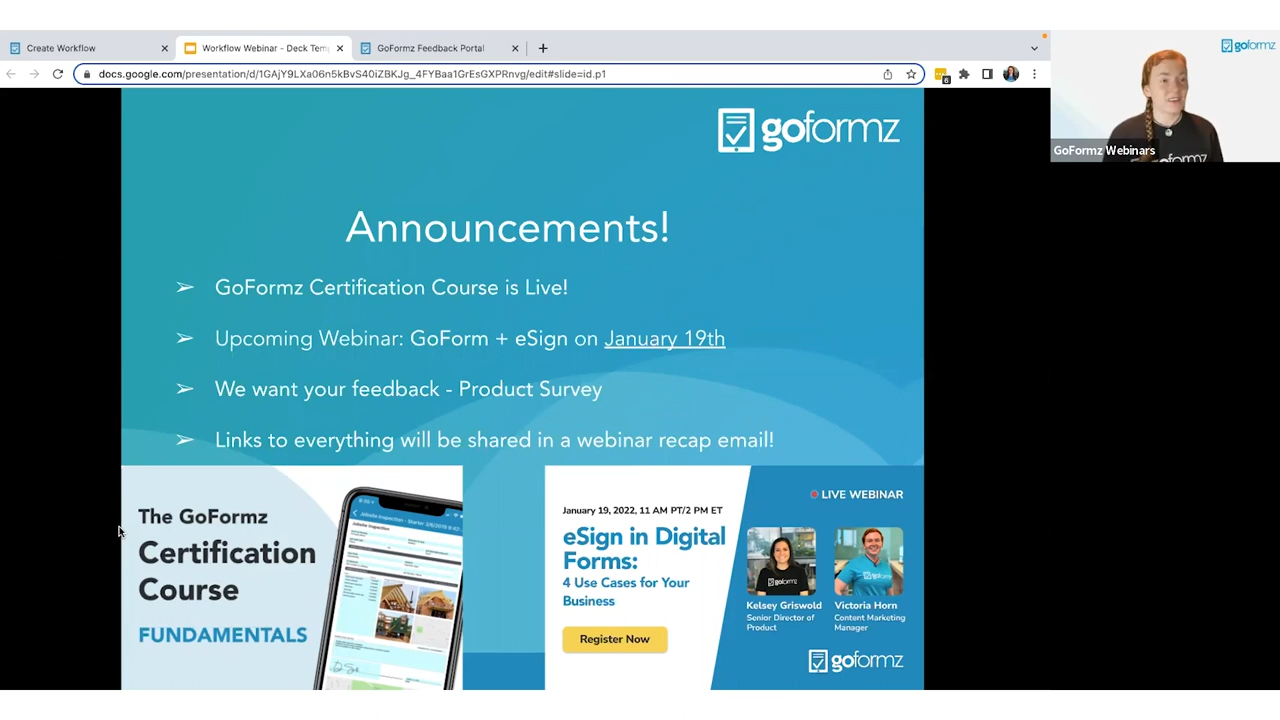 Create Workflow
Workflow Webinar - Deck Tem
GoFormz Feedback Portal
docs.google.com/presentation/d/1GAjY9LXa06n5kBvS40iZBKJg_4FYBaa1GrEsGXPRnvg/edit#slide=id.p1
6
goformz
GoFormz Webinars
goformz
Announcements!
➢ GoFormz Certification Course is Live!
➢ Upcoming Webinar: GoForm + eSign on January 19th
➢ We want your feedback - Product Survey
➢ Links to everything will be shared in a webinar recap email!
The GoFormz
Certification
Course
FUNDAMENTALS
January 19, 2022, 11 AM PT/2 PM ET
eSign in Digital
Forms:
4 Use Cases for Your
Business
Register Now
LIVE WEBINAR
Kelsey Griswold
Senior Director of
Product
Victoria Horn
Content Marketing
Manager
goformz